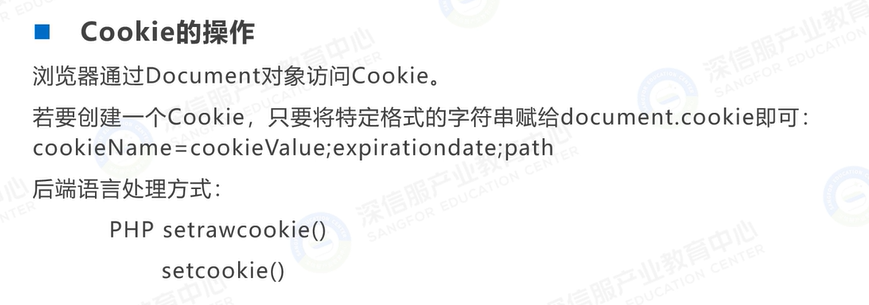 Cookie的操作
浏览器通过Document对象访问Cookie。
若要创建一个Cookie，只要将特定格式的字符串赋给document.cookie即可：
cookieName=cookieValue;expirationdate;path
后端语言处理方式：
PHP setrawcookie()
setcookie()
深信服产业教育中心
SANGFOR EDUCATION CENTER